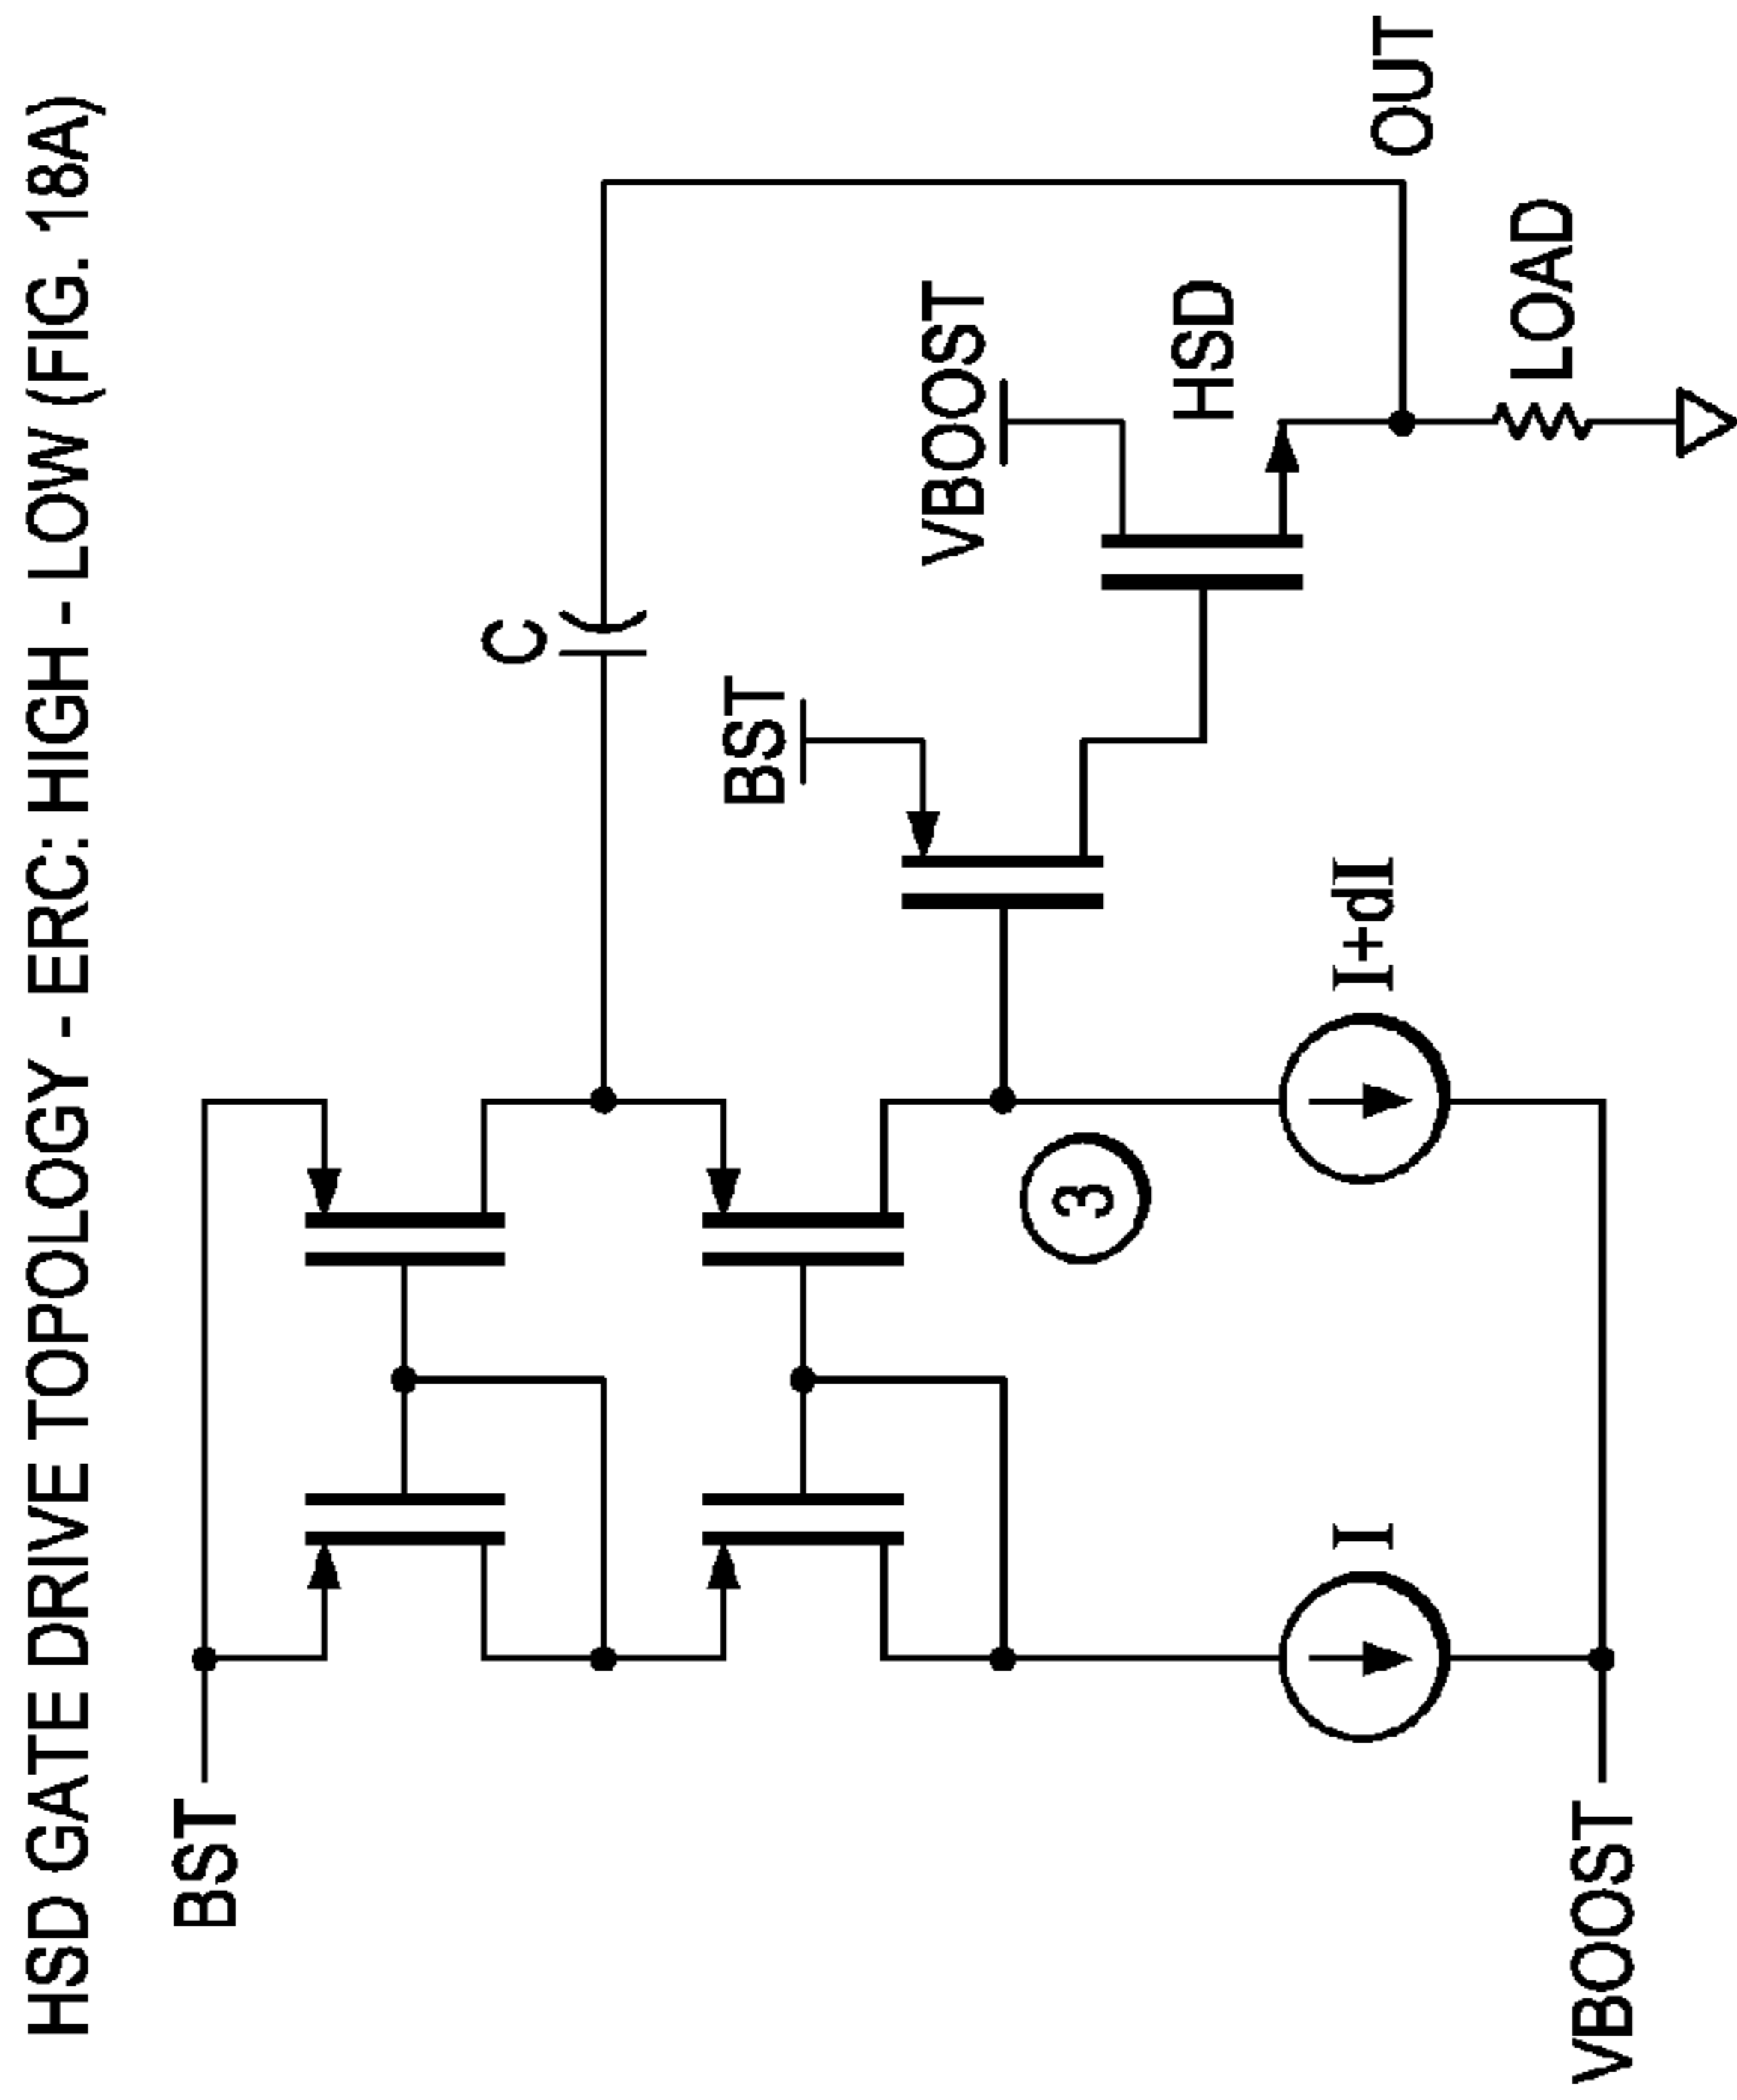 HSD GATE DRIVE TOPOLOGY - ERC: HIGH - LOW (FIG. 18A)
BST
C
BST
VBOOST
HSD
3
I
I+dI
OUT
LOAD
VBOOST